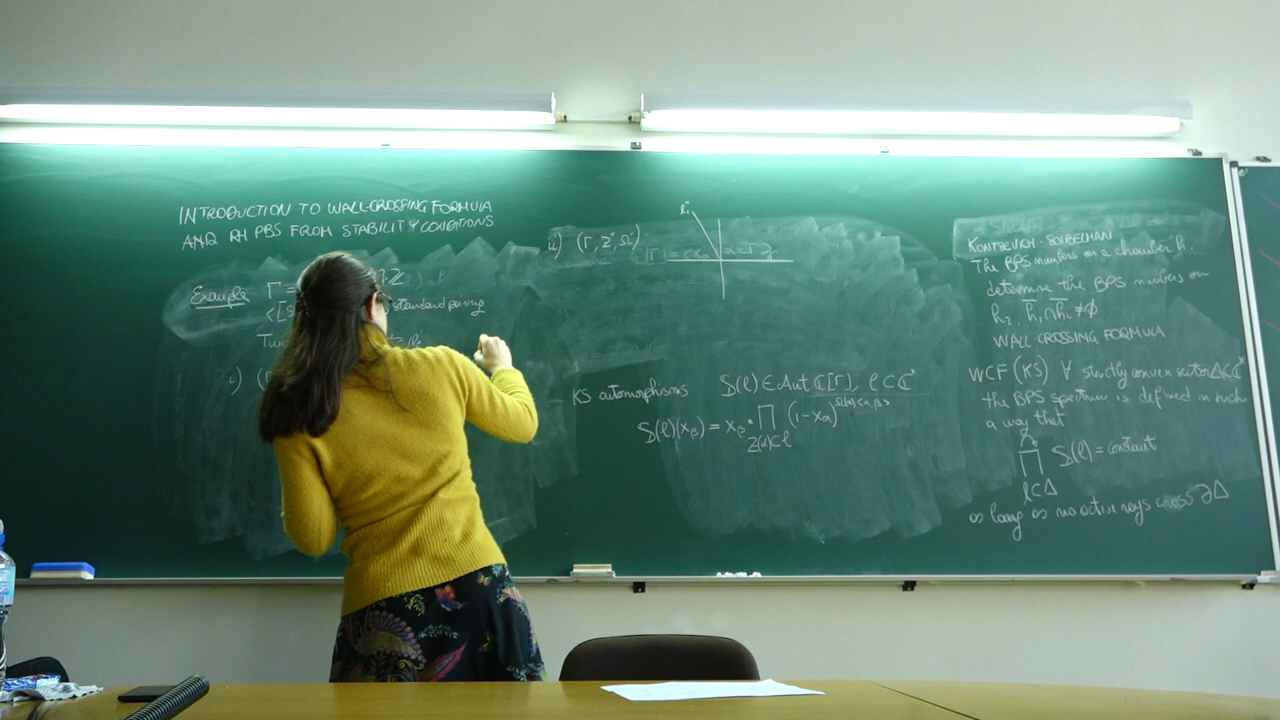 INTRODUCTION TO WALL-CROSSING FORMULA
AND RH PBS FROM STABILITY CONDITIONS
Example Γ =
standard pairing
i) (
ii) (Γ, Z'', Ω'')
KS automorphisms S(ℓ) ∈ Aut ℂ[Γ], ℓ ⊂ ℂ*
S(ℓ)(x_β) = x_β · ∏_{Z(α)⊂ℓ} (1-x_α)^{Ω(α)<α,β>}
KONTSEVICH-SOIBELMAN
The BPS numbers on a chamber h1
determine the BPS numbers on
h2, h̄1∩h̄2 ≠ ∅
WALL CROSSING FORMULA
WCF (KS) ∀ strictly convex sector Δ⊂ℂ*
the BPS spectrum is defined in such
a way that
∏_{ℓ⊂Δ} S(ℓ) = constant
as long as no active rays cross ∂Δ